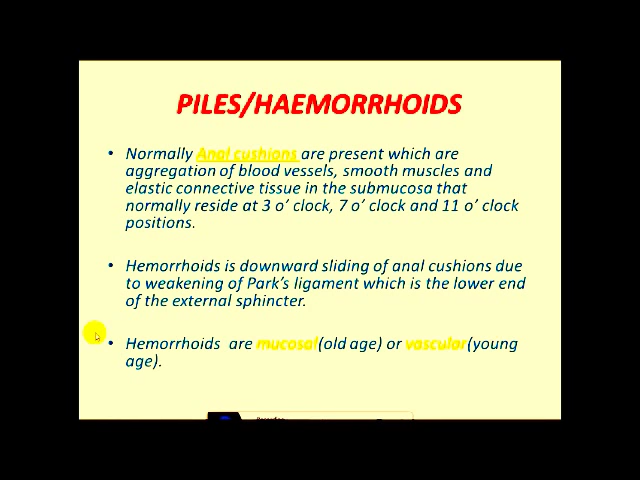 PILES/HAEMORRHOIDS
• Normally Anal cushions are present which are
aggregation of blood vessels, smooth muscles and
elastic connective tissue in the submucosa that
normally reside at 3 o’ clock, 7 o’ clock and 11 o’ clock
positions.
• Hemorrhoids is downward sliding of anal cushions due
to weakening of Park’s ligament which is the lower end
of the external sphincter.
• Hemorrhoids are mucosal(old age) or vascular(young
age).